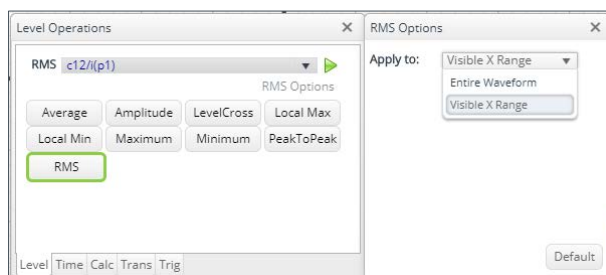 Level Operations ×
RMS c12/i(p1)
RMS Options
Average Amplitude LevelCross Local Max
Local Min Maximum Minimum PeakToPeak
RMS
Level Time Calc Trans Trig
RMS Options ×
Apply to: Visible X Range
Entire Waveform
Visible X Range
Default